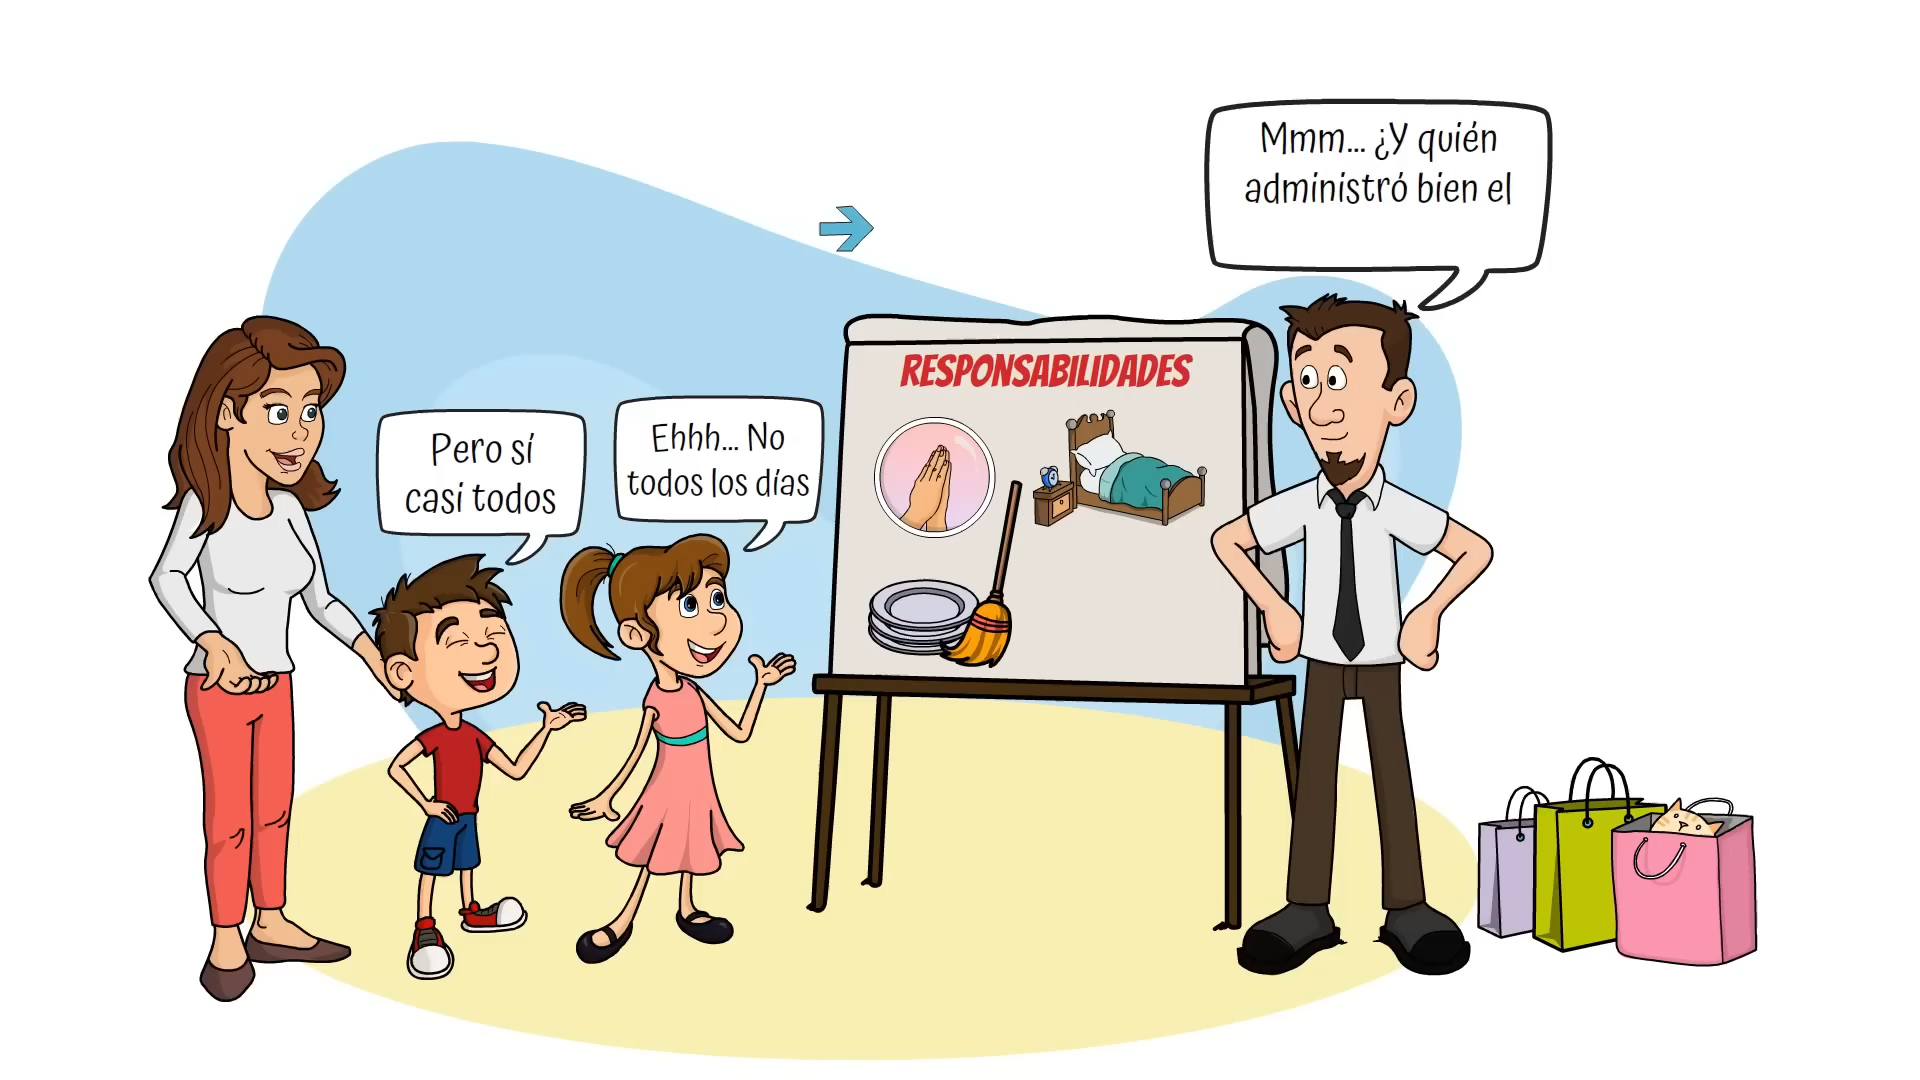 Mmm... ¿Y quién
administró bien el
RESPONSABILIDADES
Pero sí
casi todos
Ehhh... No
todos los días